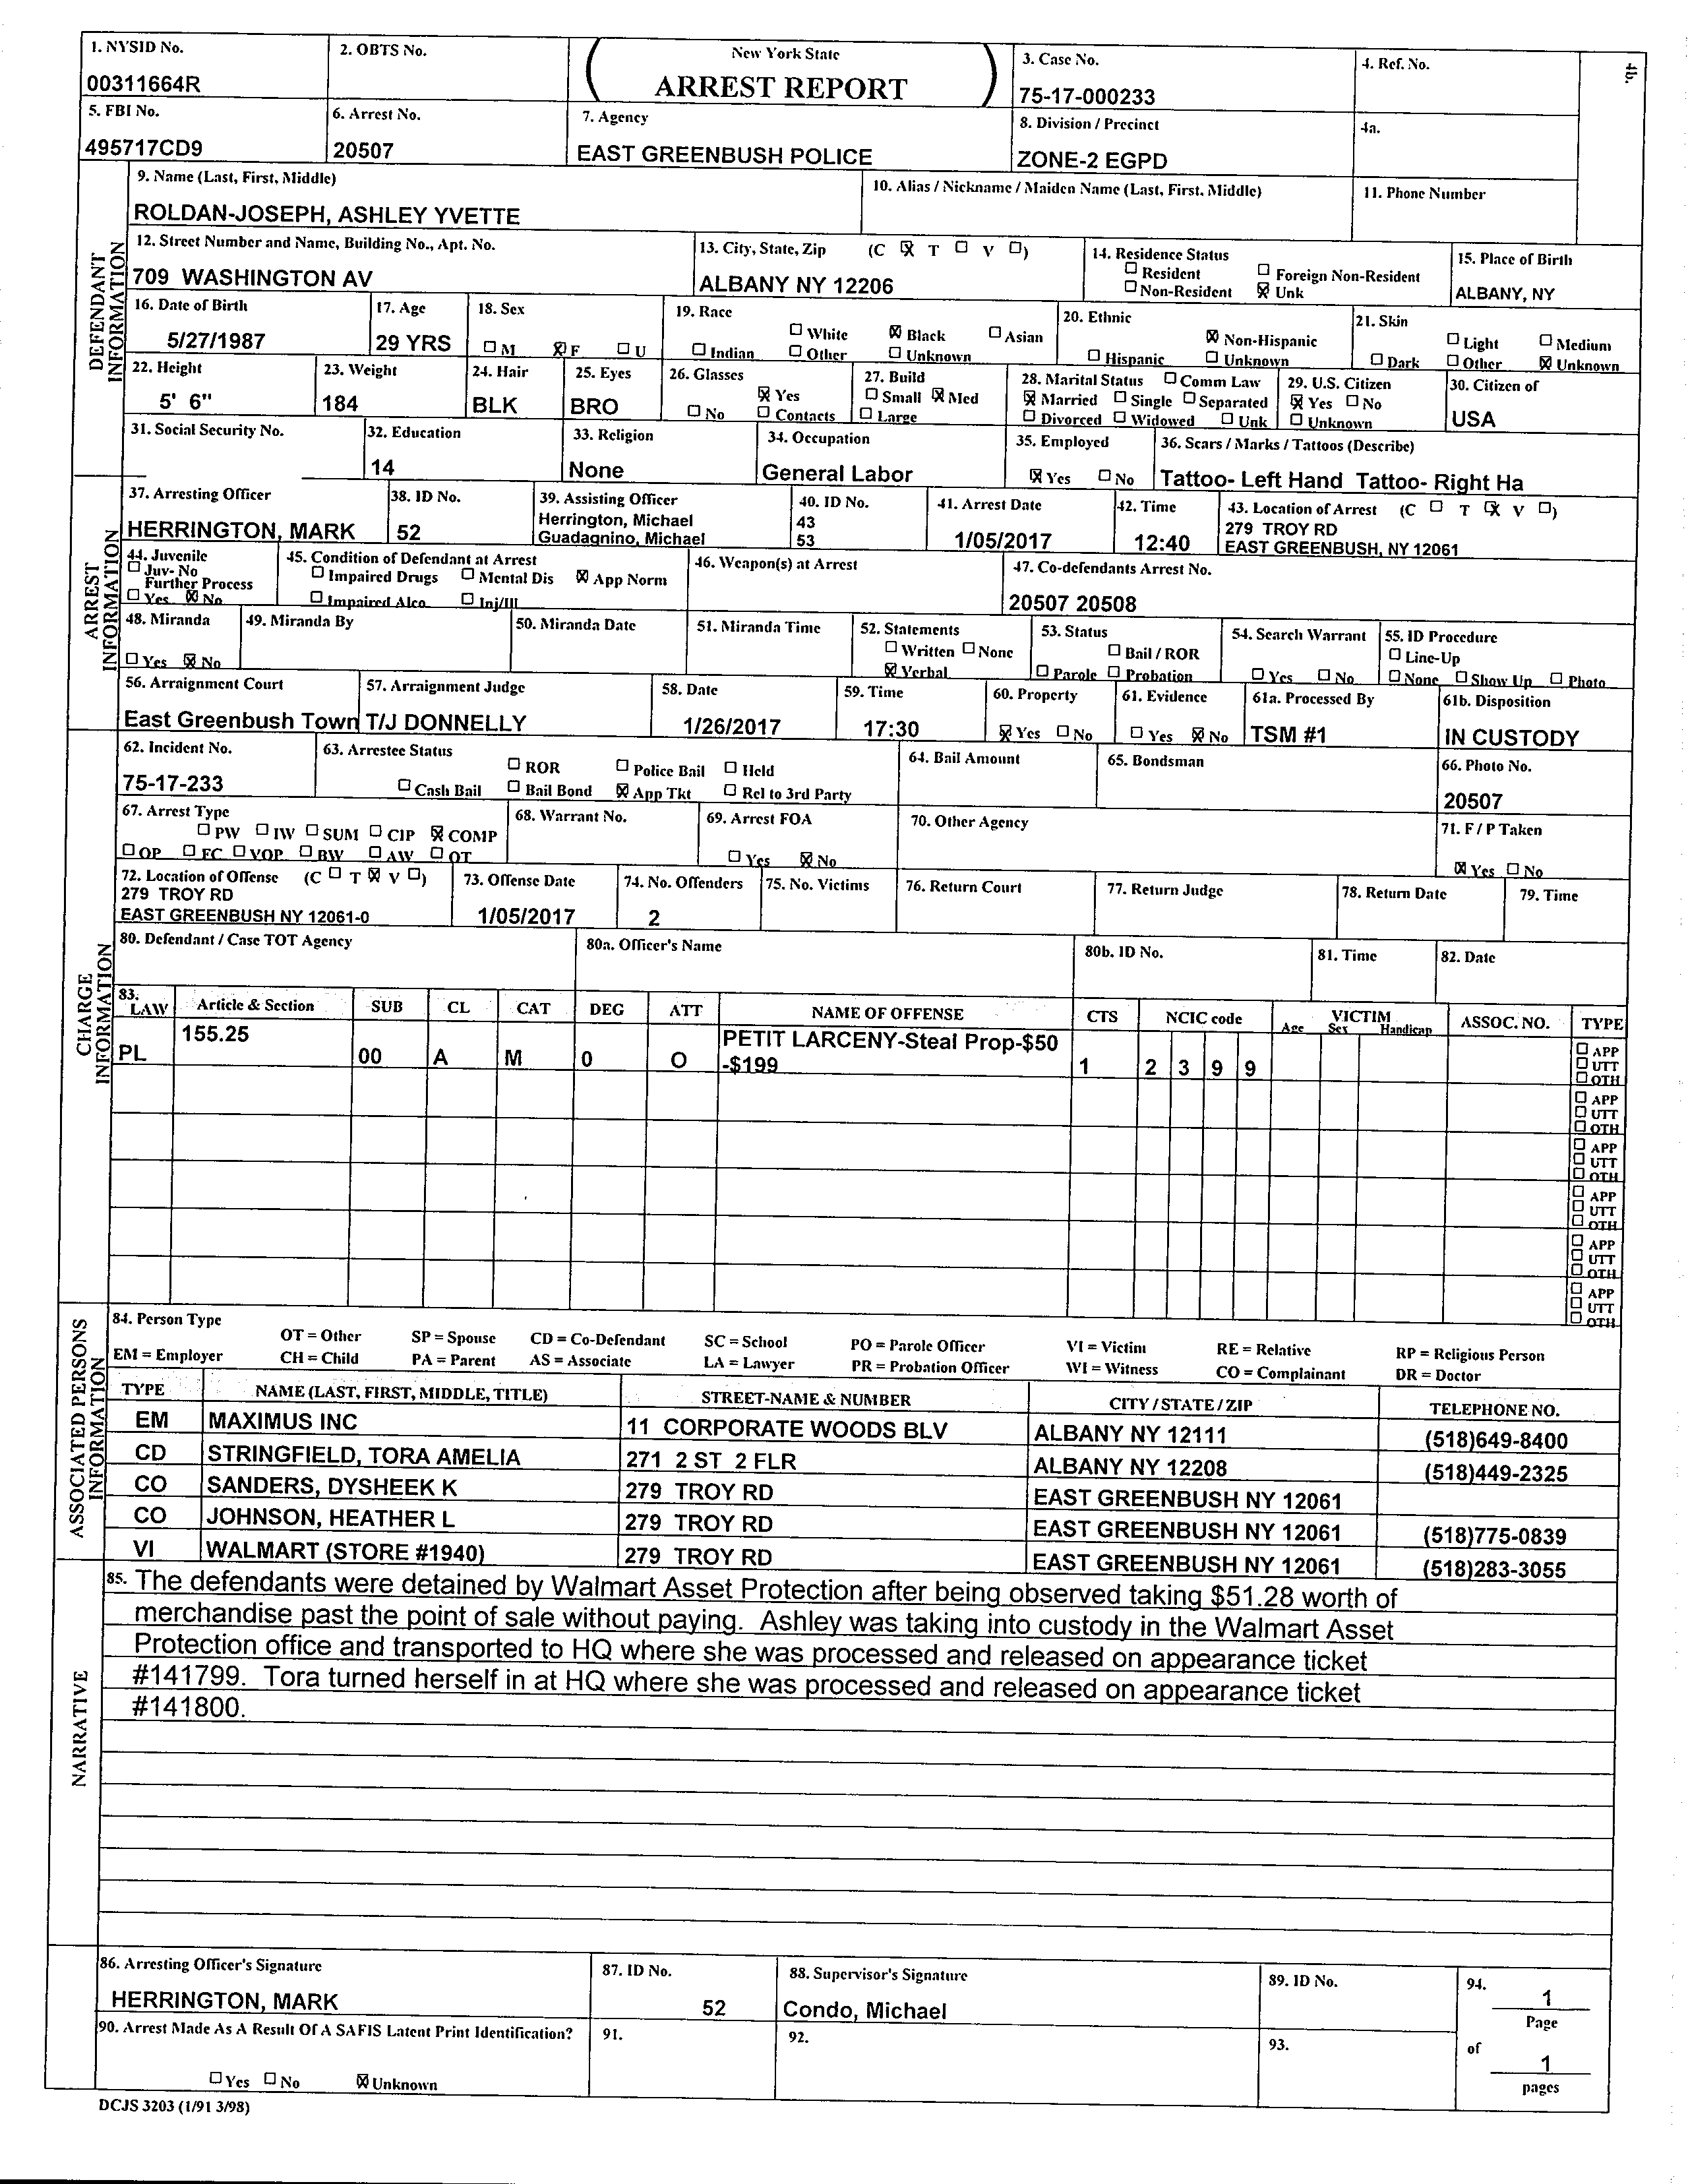 1. NYSID No.
00311664R
2. OBTS No.
New York State
ARREST REPORT
3. Case No.
75-17-000233
4. Ref. No.
4b.
5. FBI No.
495717CD9
6. Arrest No.
20507
7. Agency
EAST GREENBUSH POLICE
8. Division / Precinct
ZONE-2 EGPD
4a.
DEFENDANT INFORMATION
9. Name (Last, First, Middle)
ROLDAN-JOSEPH, ASHLEY YVETTE
10. Alias / Nickname / Maiden Name (Last, First, Middle)
11. Phone Number
12. Street Number and Name, Building No., Apt. No.
709 WASHINGTON AV
13. City, State, Zip (C ☒ T ☐ V ☐)
ALBANY NY 12206
14. Residence Status
☐ Resident ☐ Foreign Non-Resident
☐ Non-Resident ☒ Unk
15. Place of Birth
ALBANY, NY
16. Date of Birth
5/27/1987
17. Age
29 YRS
18. Sex
☐ M ☒ F ☐ U
19. Race
☐ White ☒ Black ☐ Asian
☐ Indian ☐ Other ☐ Unknown
20. Ethnic
☒ Non-Hispanic
☐ Hispanic ☐ Unknown
21. Skin
☐ Light ☐ Medium
☐ Dark ☐ Other ☒ Unknown
22. Height
5' 6"
23. Weight
184
24. Hair
BLK
25. Eyes
BRO
26. Glasses
☒ Yes
☐ No ☐ Contacts
27. Build
☐ Small ☒ Med
☐ Large
28. Marital Status ☐ Comm Law
☒ Married ☐ Single ☐ Separated
☐ Divorced ☐ Widowed ☐ Unk
29. U.S. Citizen
☒ Yes ☐ No
☐ Unknown
30. Citizen of
USA
31. Social Security No.
32. Education
14
33. Religion
None
34. Occupation
General Labor
35. Employed
☒ Yes ☐ No
36. Scars / Marks / Tattoos (Describe)
Tattoo- Left Hand Tattoo- Right Ha
ARREST INFORMATION
37. Arresting Officer
HERRINGTON, MARK
38. ID No.
52
39. Assisting Officer
Herrington, Michael
Guadagnino, Michael
40. ID No.
43
53
41. Arrest Date
1/05/2017
42. Time
12:40
43. Location of Arrest (C ☐ T ☒ V ☐)
279 TROY RD
EAST GREENBUSH, NY 12061
44. Juvenile
☐ Juv- No
Further Process
☐ Yes ☒ No
45. Condition of Defendant at Arrest
☐ Impaired Drugs ☐ Mental Dis ☒ App Norm
☐ Impaired Alco ☐ Inj/Ill
46. Weapon(s) at Arrest
47. Co-defendants Arrest No.
20507 20508
48. Miranda
☐ Yes ☒ No
49. Miranda By
50. Miranda Date
51. Miranda Time
52. Statements
☐ Written ☐ None
☒ Verbal
53. Status
☐ Bail / ROR
☐ Parole ☐ Probation
54. Search Warrant
☐ Yes ☐ No
55. ID Procedure
☐ Line-Up
☐ None ☐ Show Up ☐ Photo
56. Arraignment Court
East Greenbush Town
57. Arraignment Judge
T/J DONNELLY
58. Date
1/26/2017
59. Time
17:30
60. Property
☒ Yes ☐ No
61. Evidence
☐ Yes ☒ No
61a. Processed By
TSM #1
61b. Disposition
IN CUSTODY
CHARGE INFORMATION
62. Incident No.
75-17-233
63. Arrestee Status
☐ ROR ☐ Police Bail ☐ Held
☐ Cash Bail ☐ Bail Bond ☒ App Tkt ☐ Rel to 3rd Party
64. Bail Amount
65. Bondsman
66. Photo No.
20507
67. Arrest Type
☐ PW ☐ IW ☐ SUM ☐ CIP ☒ COMP
☐ OP ☐ FC ☐ VOP ☐ BW ☐ AW ☐ OT
68. Warrant No.
69. Arrest FOA
☐ Yes ☒ No
70. Other Agency
71. F / P Taken
☒ Yes ☐ No
72. Location of Offense (C ☐ T ☒ V ☐)
279 TROY RD
EAST GREENBUSH NY 12061-0
73. Offense Date
1/05/2017
74. No. Offenders
2
75. No. Victims
76. Return Court
77. Return Judge
78. Return Date
79. Time
80. Defendant / Case TOT Agency
80a. Officer's Name
80b. ID No.
81. Time
82. Date
83. LAW Article & Section SUB CL CAT DEG ATT NAME OF OFFENSE CTS NCIC code VICTIM Age Sex Handicap ASSOC. NO. TYPE
PL 155.25 00 A M 0 O PETIT LARCENY-Steal Prop-$50
-$199 1 2 3 9 9
☐ APP
☐ UTT
☐ OTH
☐ APP
☐ UTT
☐ OTH
☐ APP
☐ UTT
☐ OTH
☐ APP
☐ UTT
☐ OTH
☐ APP
☐ UTT
☐ OTH
☐ APP
☐ UTT
☐ OTH
ASSOCIATED PERSONS INFORMATION
84. Person Type
OT = Other SP = Spouse CD = Co-Defendant SC = School PO = Parole Officer VI = Victim RE = Relative RP = Religious Person
EM = Employer CH = Child PA = Parent AS = Associate LA = Lawyer PR = Probation Officer WI = Witness CO = Complainant DR = Doctor
TYPE NAME (LAST, FIRST, MIDDLE, TITLE) STREET-NAME & NUMBER CITY / STATE / ZIP TELEPHONE NO.
EM MAXIMUS INC 11 CORPORATE WOODS BLV ALBANY NY 12111 (518)649-8400
CD STRINGFIELD, TORA AMELIA 271 2 ST 2 FLR ALBANY NY 12208 (518)449-2325
CO SANDERS, DYSHEEK K 279 TROY RD EAST GREENBUSH NY 12061
CO JOHNSON, HEATHER L 279 TROY RD EAST GREENBUSH NY 12061 (518)775-0839
VI WALMART (STORE #1940) 279 TROY RD EAST GREENBUSH NY 12061 (518)283-3055
NARRATIVE
85. The defendants were detained by Walmart Asset Protection after being observed taking $51.28 worth of
merchandise past the point of sale without paying. Ashley was taking into custody in the Walmart Asset
Protection office and transported to HQ where she was processed and released on appearance ticket
#141799. Tora turned herself in at HQ where she was processed and released on appearance ticket
#141800.
86. Arresting Officer's Signature
HERRINGTON, MARK
87. ID No.
52
88. Supervisor's Signature
Condo, Michael
89. ID No.
94.
1
Page
of
1
pages
90. Arrest Made As A Result Of A SAFIS Latent Print Identification?
☐ Yes ☐ No ☒ Unknown
91.
92.
93.
DCJS 3203 (1/91 3/98)